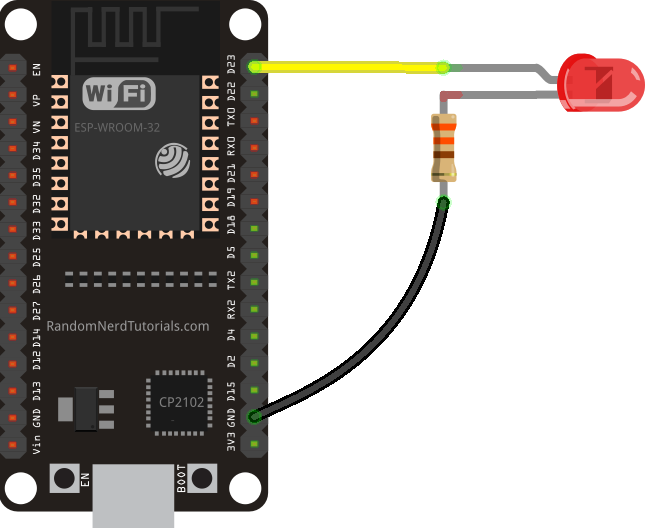 EN
VP
VN
D34
D35
D32
D33
D25
D26
D27
D14
D12
D13
GND
Vin
WiFi
ESP-WROOM-32
RandomNerdTutorials.com
CP2102
EN
BOOT
D23
D22
TX0
RX0
D21
D19
D18
D5
TX2
RX2
D4
D2
D15
GND
3V3